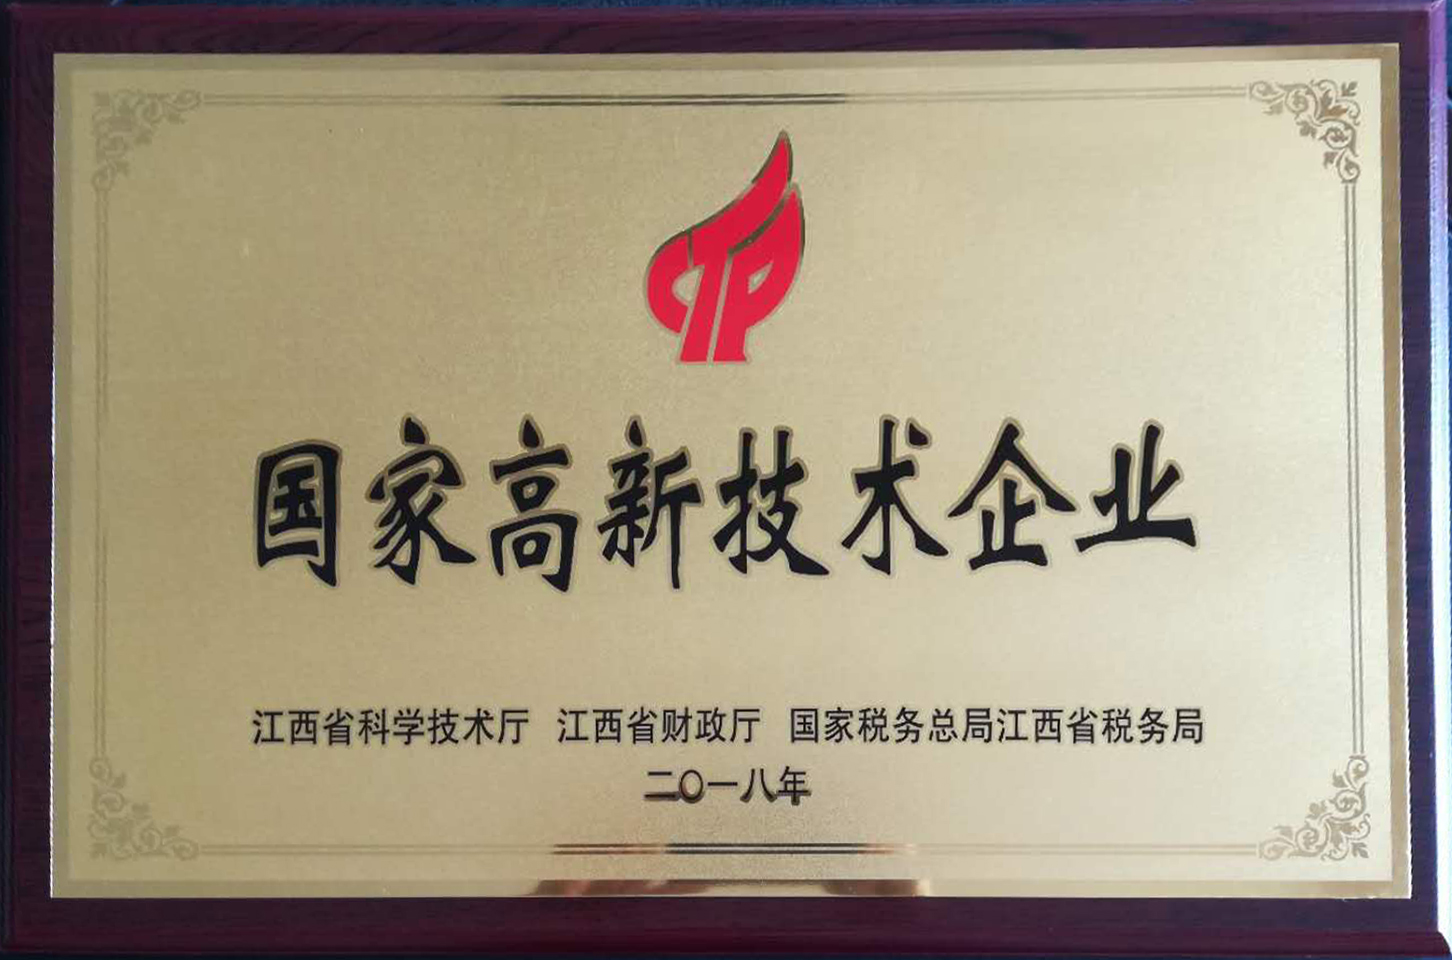 CTP
国家高新技术企业
江西省科学技术厅 江西省财政厅 国家税务总局江西省税务局
二〇一八年